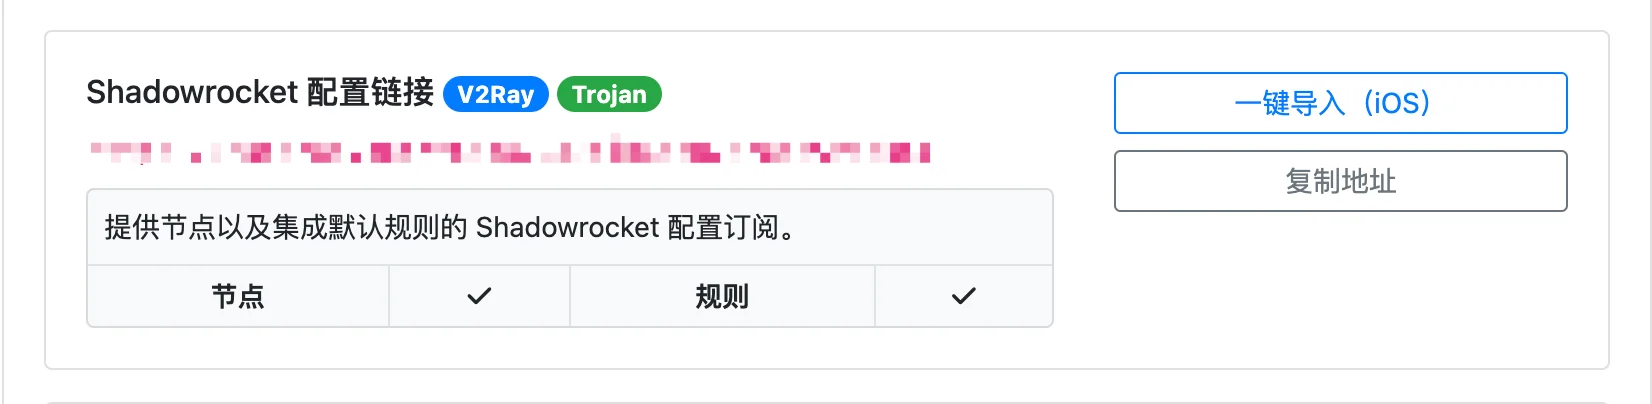 Shadowrocket 配置链接 V2Ray Trojan
一键导入（iOS）
复制地址
提供节点以及集成默认规则的 Shadowrocket 配置订阅。
节点 ✓ 规则 ✓